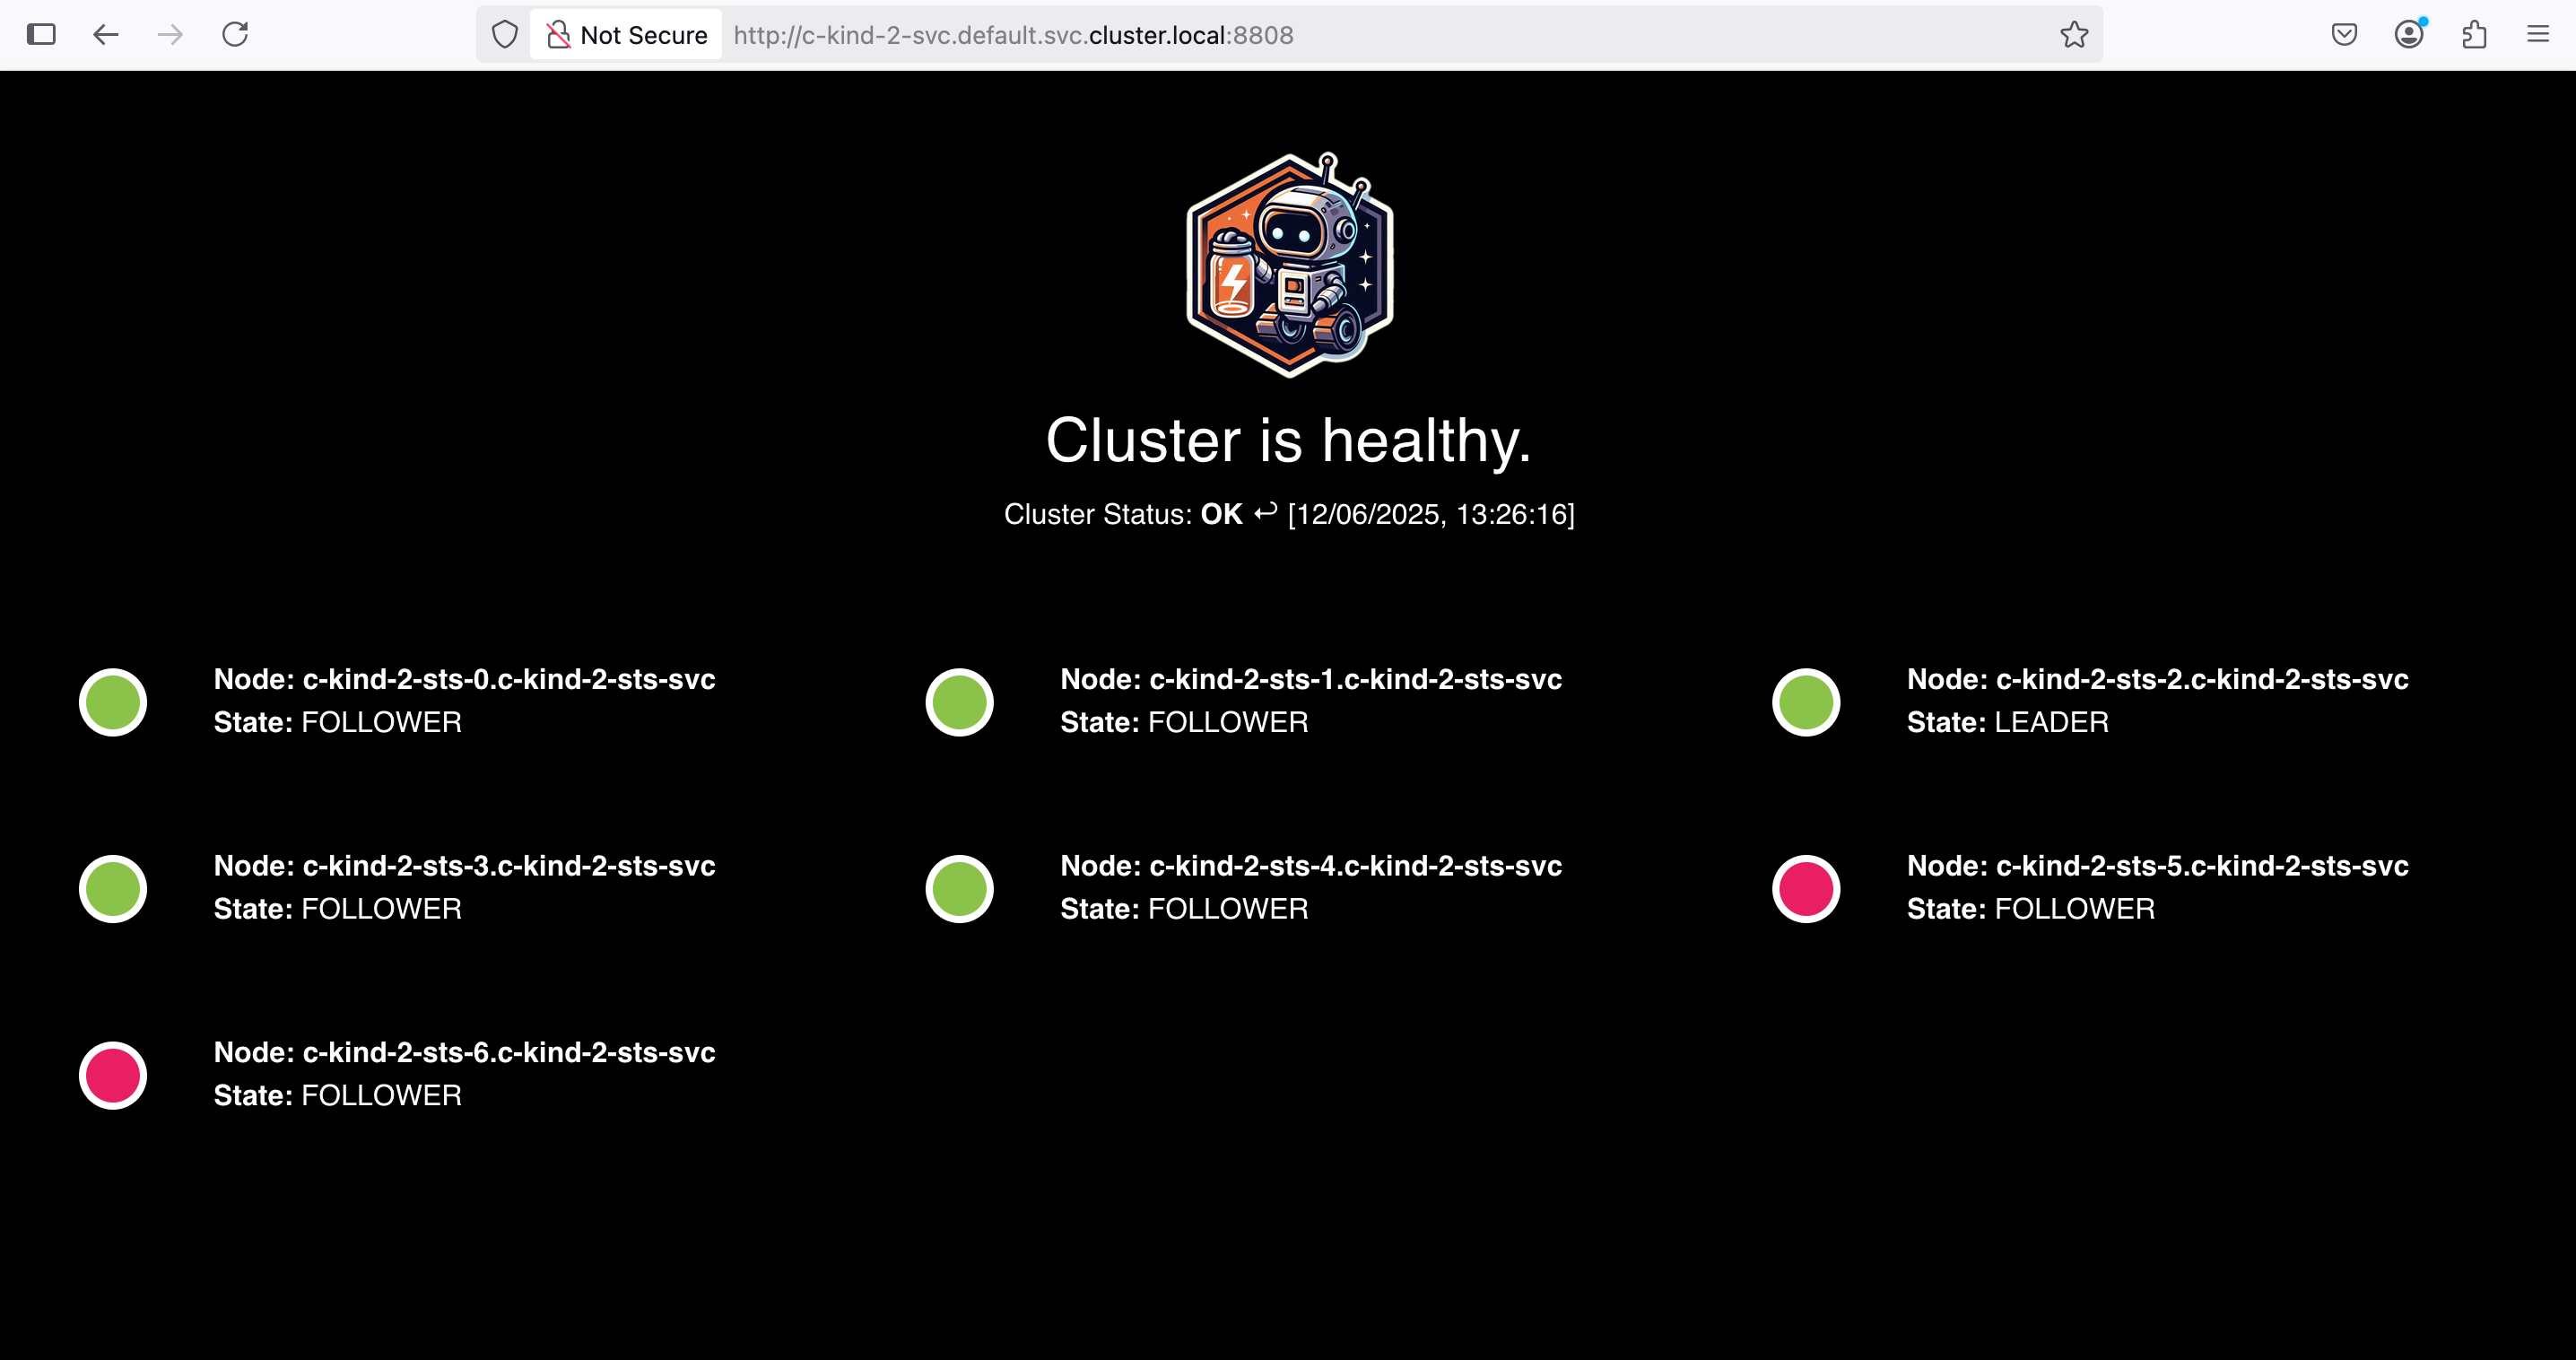 Not Secure http://c-kind-2-svc.default.svc.cluster.local:8808
Cluster is healthy.
Cluster Status: OK ↩ [12/06/2025, 13:26:16]
Node: c-kind-2-sts-0.c-kind-2-sts-svc
State: FOLLOWER
Node: c-kind-2-sts-1.c-kind-2-sts-svc
State: FOLLOWER
Node: c-kind-2-sts-2.c-kind-2-sts-svc
State: LEADER
Node: c-kind-2-sts-3.c-kind-2-sts-svc
State: FOLLOWER
Node: c-kind-2-sts-4.c-kind-2-sts-svc
State: FOLLOWER
Node: c-kind-2-sts-5.c-kind-2-sts-svc
State: FOLLOWER
Node: c-kind-2-sts-6.c-kind-2-sts-svc
State: FOLLOWER